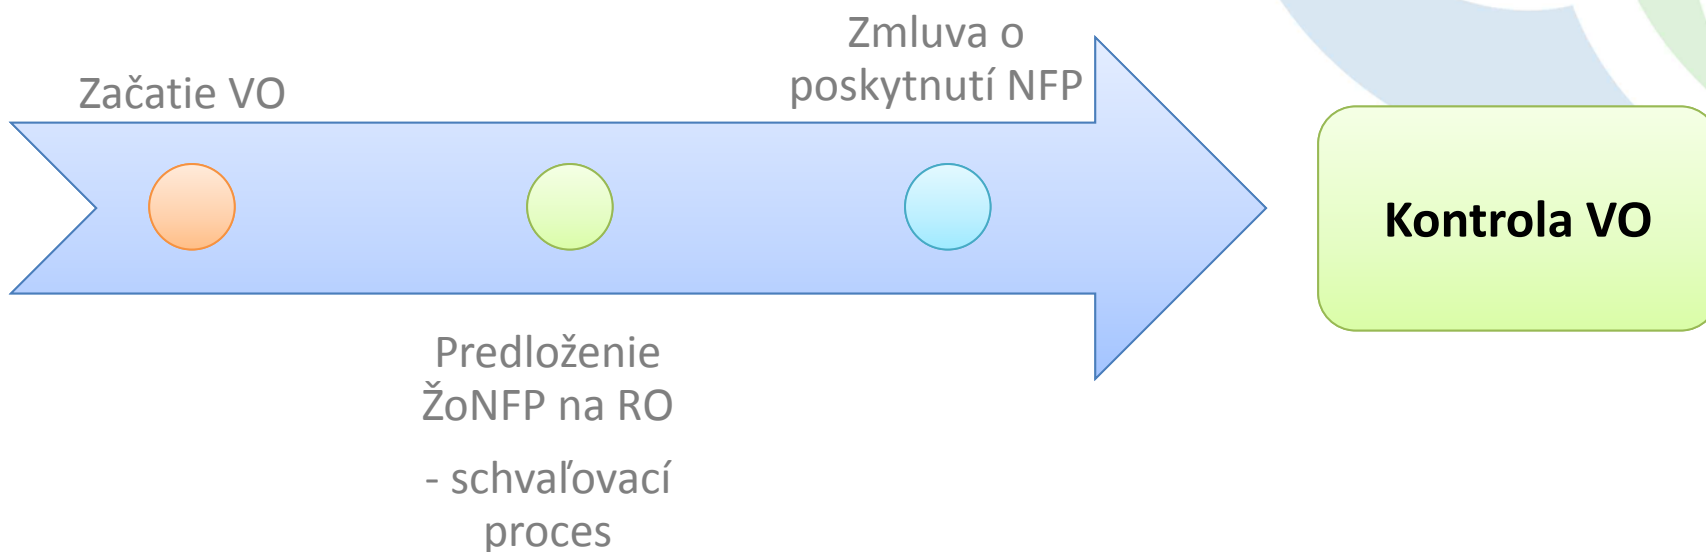 Začatie VO
Predloženie
ŽoNFP na RO
- schvaľovací
proces
Zmluva o
poskytnutí NFP
Kontrola VO